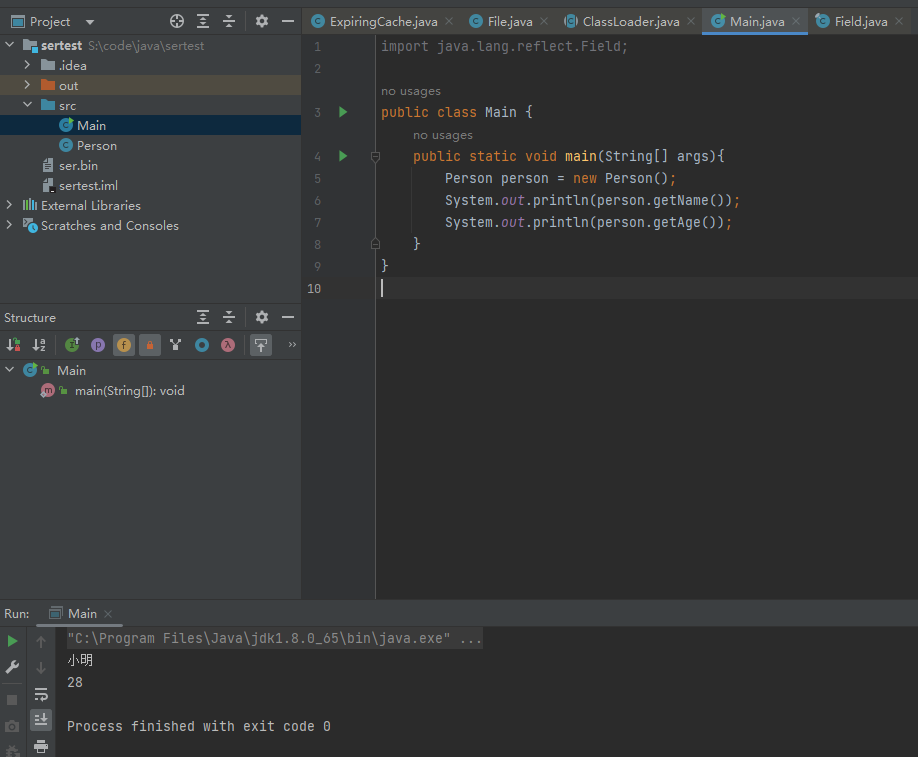 Project
sertest S:\code\java\sertest
.idea
out
src
Main
Person
ser.bin
sertest.iml
External Libraries
Scratches and Consoles
Structure
Main
main(String[]): void
ExpiringCache.java File.java ClassLoader.java Main.java Field.java
1 import java.lang.reflect.Field;
2
no usages
3 public class Main {
no usages
4 public static void main(String[] args){
5 Person person = new Person();
6 System.out.println(person.getName());
7 System.out.println(person.getAge());
8 }
9 }
10
Run: Main
"C:\Program Files\Java\jdk1.8.0_65\bin\java.exe" ...
小明
28
Process finished with exit code 0